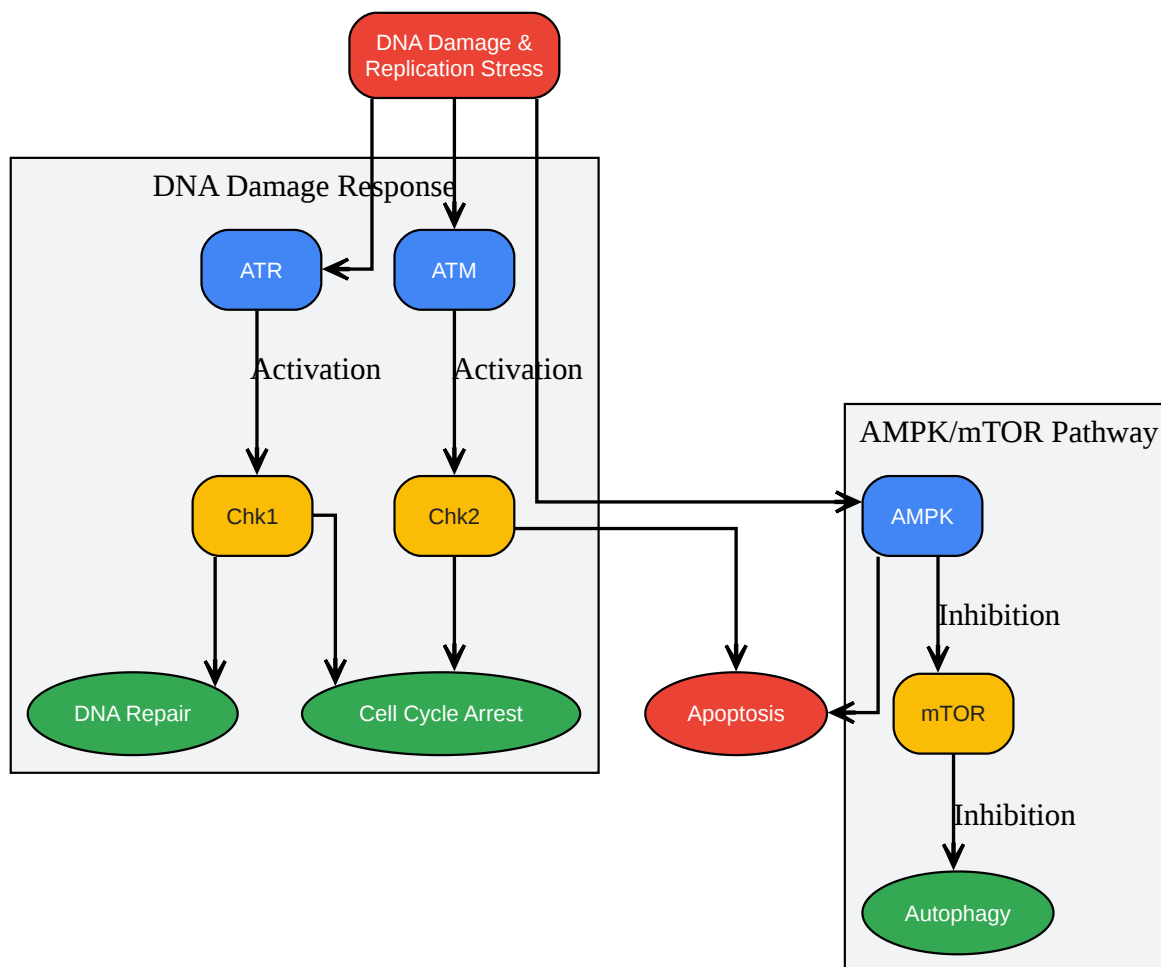 DNA Damage &
Replication Stress
DNA Damage Response
ATR
ATM
Activation
Activation
AMPK/mTOR Pathway
Chk1
Chk2
AMPK
Inhibition
DNA Repair
Cell Cycle Arrest
Apoptosis
mTOR
Inhibition
Autophagy